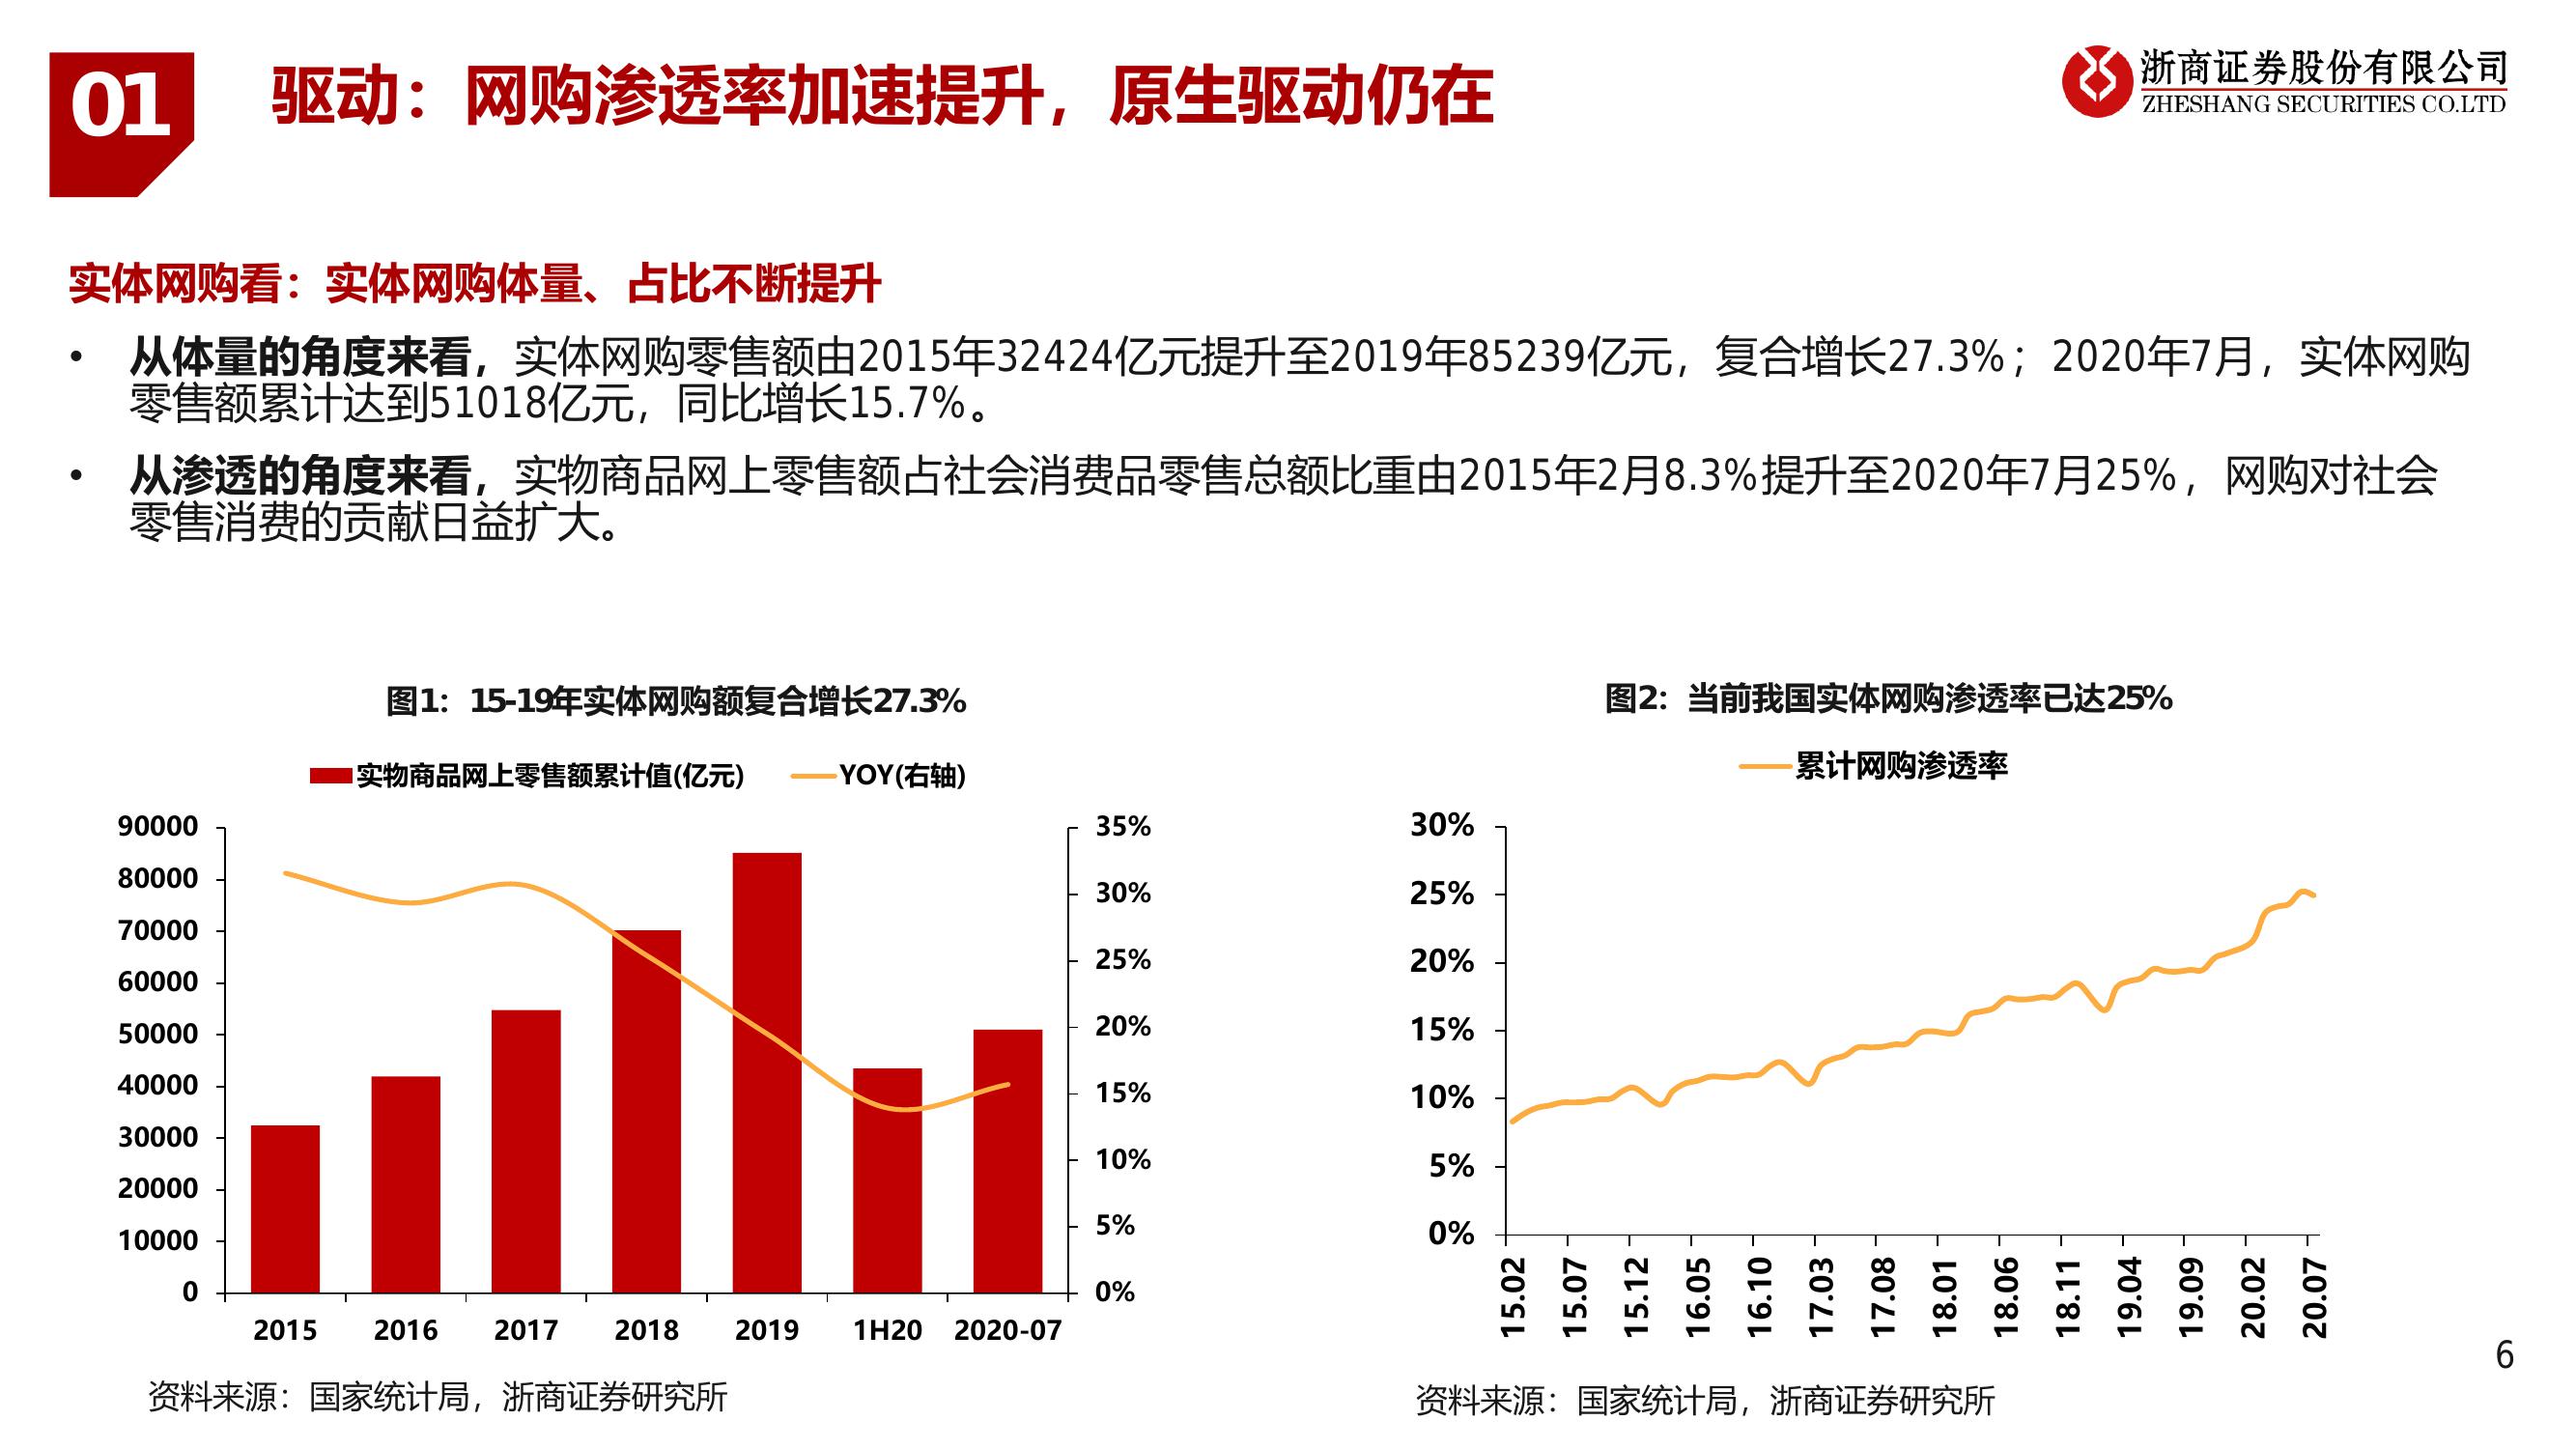 01
驱动：网购渗透率加速提升，原生驱动仍在
浙商证券股份有限公司
ZHESHANG SECURITIES CO.LTD
实体网购看：实体网购体量、占比不断提升
• 从体量的角度来看，实体网购零售额由2015年32424亿元提升至2019年85239亿元，复合增长27.3%；2020年7月，实体网购
零售额累计达到51018亿元，同比增长15.7%。
• 从渗透的角度来看，实物商品网上零售额占社会消费品零售总额比重由2015年2月8.3%提升至2020年7月25%，网购对社会
零售消费的贡献日益扩大。
图1：15-19年实体网购额复合增长27.3%
实物商品网上零售额累计值(亿元) YOY(右轴)
90000
80000
70000
60000
50000
40000
30000
20000
10000
0
35%
30%
25%
20%
15%
10%
5%
0%
2015 2016 2017 2018 2019 1H20 2020-07
资料来源：国家统计局，浙商证券研究所
图2：当前我国实体网购渗透率已达25%
累计网购渗透率
30%
25%
20%
15%
10%
5%
0%
15.02 15.07 15.12 16.05 16.10 17.03 17.08 18.01 18.06 18.11 19.04 19.09 20.02 20.07
资料来源：国家统计局，浙商证券研究所
6